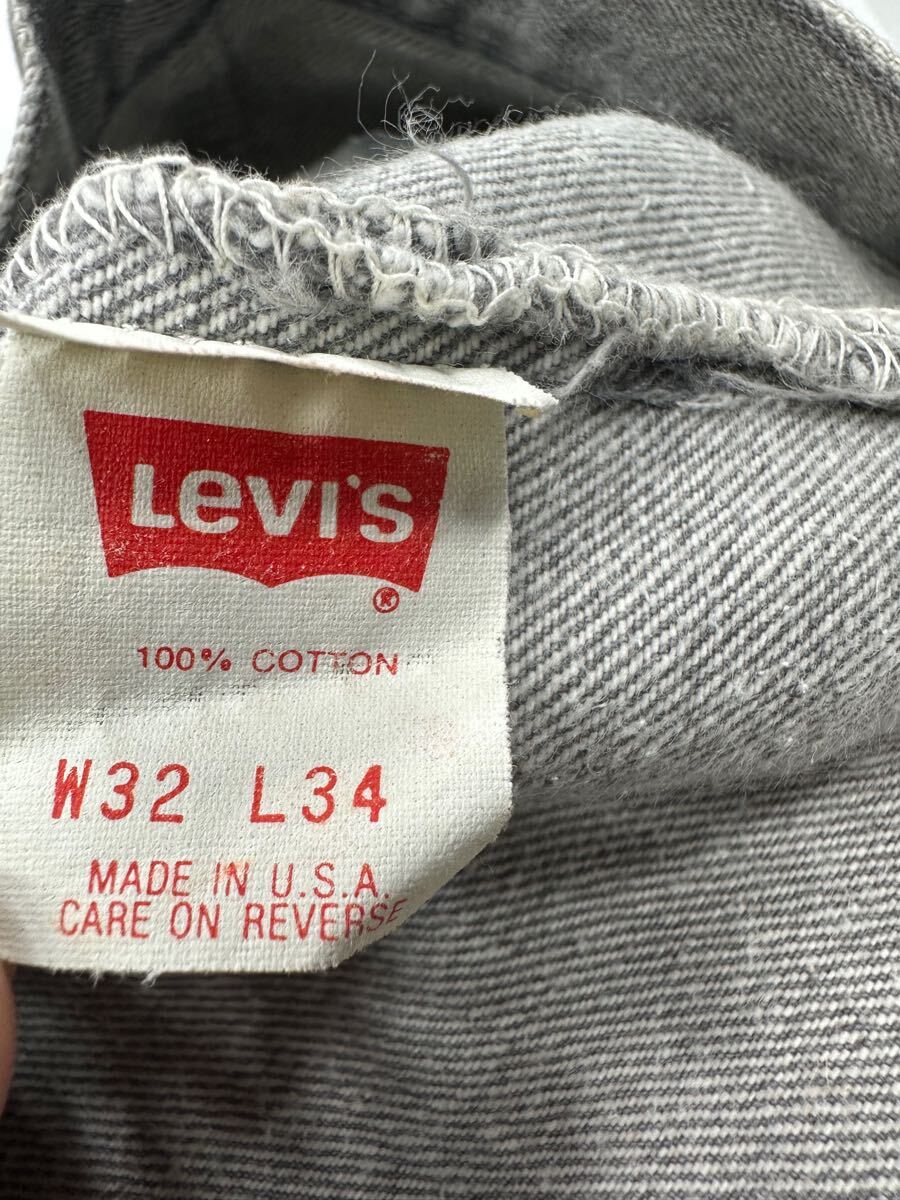 Levi's
®
100% COTTON
W32 L34
MADE IN U.S.A.
CARE ON REVERSE